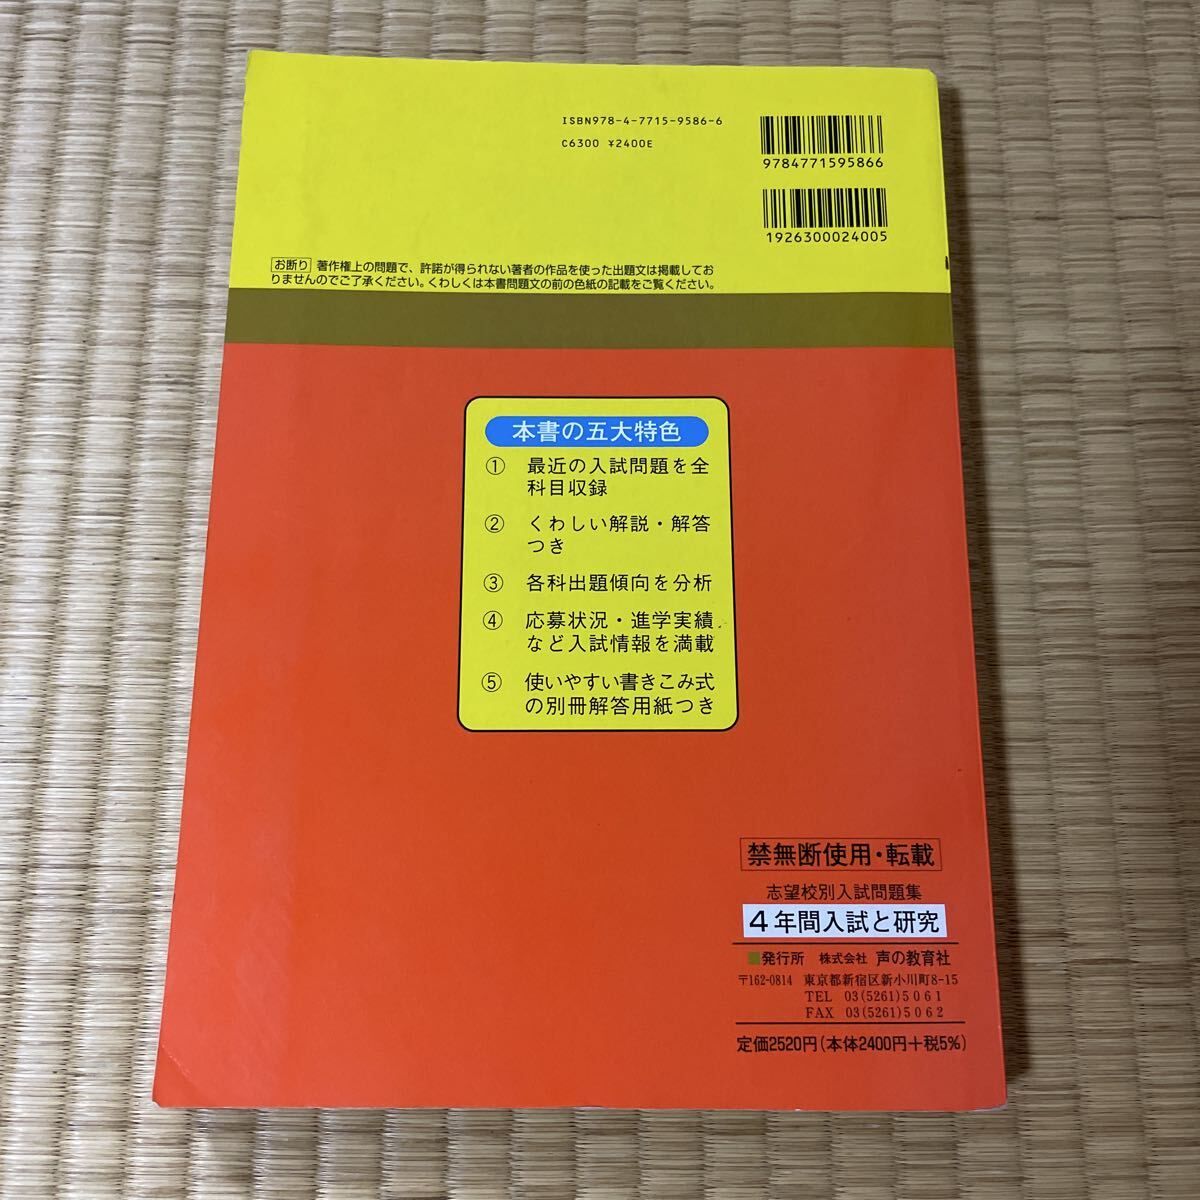 ISBN978-4-7715-9586-6
C6300 ¥2400E
9784771595866
1926300024005
お断り 著作権上の問題で、許諾が得られない著者の作品を使った出題文は掲載してお
りませんのでご了承ください。くわしくは本書問題文の前の色紙の記載をご覧ください。
本書の五大特色
① 最近の入試問題を全
科目収録
② くわしい解説・解答
つき
③ 各科出題傾向を分析
④ 応募状況・進学実績
など入試情報を満載
⑤ 使いやすい書きこみ式
の別冊解答用紙つき
禁無断使用・転載
志望校別入試問題集
4年間入試と研究
■発行所 株式会社 声の教育社
〒162-0814 東京都新宿区新小川町8-15
TEL 03(5261)5061
FAX 03(5261)5062
定価2520円(本体2400円+税5%)